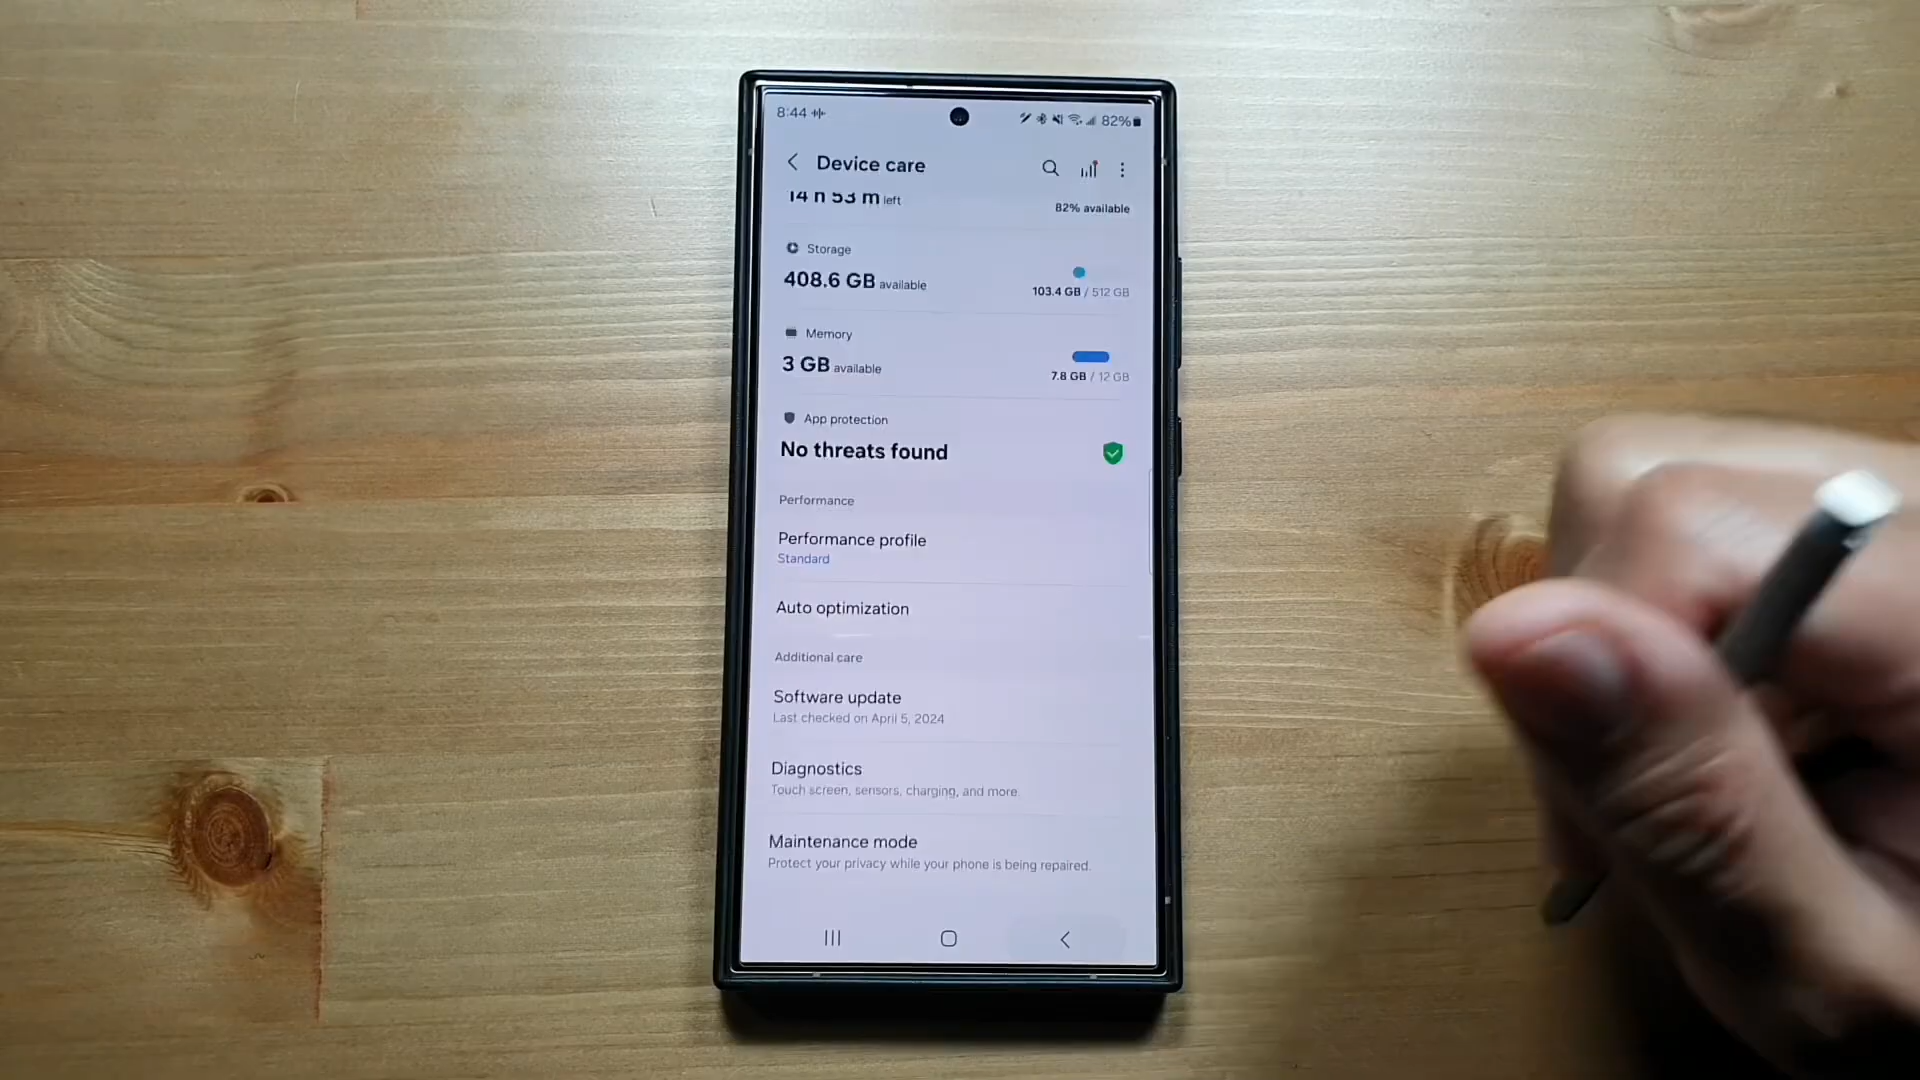 8:44
82%
Device care
14 h 53 m left
82% available
Storage
408.6 GB available
103.4 GB / 512 GB
Memory
3 GB available
7.8 GB / 12 GB
App protection
No threats found
Performance
Performance profile
Standard
Auto optimization
Additional care
Software update
Last checked on April 5, 2024
Diagnostics
Touch screen, sensors, charging, and more.
Maintenance mode
Protect your privacy while your phone is being repaired.